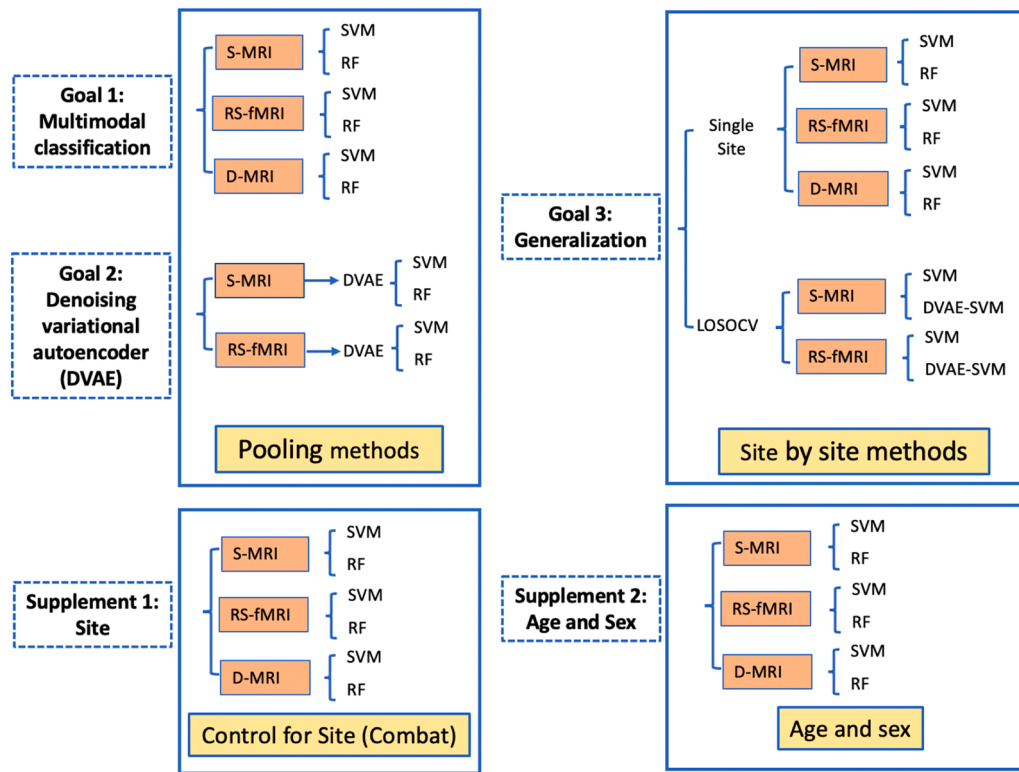 Goal 1:
Multimodal
classification
S-MRI
SVM
RF
RS-fMRI
SVM
RF
D-MRI
SVM
RF
Goal 2:
Denoising
variational
autoencoder
(DVAE)
S-MRI
DVAE
SVM
RF
RS-fMRI
DVAE
SVM
RF
Pooling methods
Goal 3:
Generalization
Single
Site
S-MRI
SVM
RF
RS-fMRI
SVM
RF
D-MRI
SVM
RF
LOSOCV
S-MRI
SVM
DVAE-SVM
RS-fMRI
SVM
DVAE-SVM
Site by site methods
Supplement 1:
Site
S-MRI
SVM
RF
RS-fMRI
SVM
RF
D-MRI
SVM
RF
Control for Site (Combat)
Supplement 2:
Age and Sex
S-MRI
SVM
RF
RS-fMRI
SVM
RF
D-MRI
SVM
RF
Age and sex